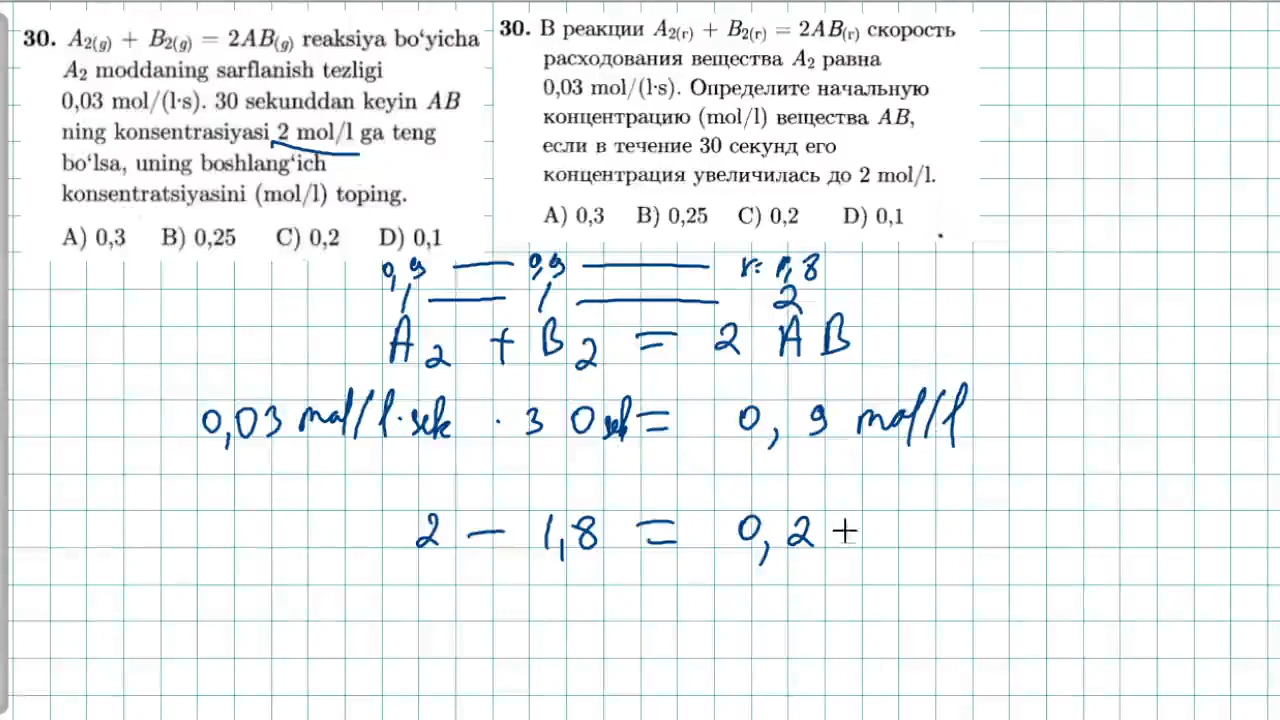 30. A₂(g) + B₂(g) = 2AB(g) reaksiya bo‘yicha
A₂ moddaning sarflanish tezligi
0,03 mol/(l·s). 30 sekunddan keyin AB
ning konsentrasiyasi 2 mol/l ga teng
bo‘lsa, uning boshlang‘ich
konsentratsiyasini (mol/l) toping.
A) 0,3 B) 0,25 C) 0,2 D) 0,1
30. В реакции A₂(г) + B₂(г) = 2AB(г) скорость
расходования вещества A₂ равна
0,03 mol/(l·s). Определите начальную
концентрацию (mol/l) вещества AB,
если в течение 30 секунд его
концентрация увеличилась до 2 mol/l.
A) 0,3 B) 0,25 C) 0,2 D) 0,1
0,9 — 0,9 — 1,8
1 — 1 — 2
A₂ + B₂ = 2 AB
0,03 mol/l·sek · 30 sek = 0,9 mol/l
2 − 1,8 = 0,2